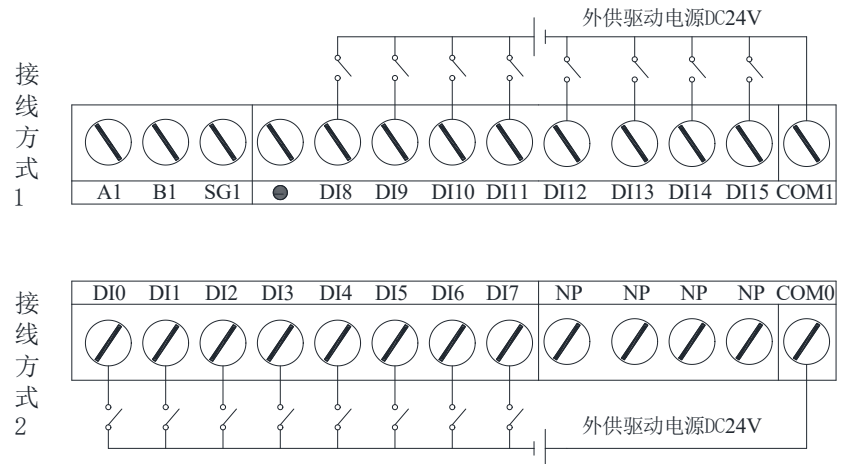 外供驱动电源DC24V
接线方式1
A1 B1 SG1 DI8 DI9 DI10 DI11 DI12 DI13 DI14 DI15 COM1
接线方式2
DI0 DI1 DI2 DI3 DI4 DI5 DI6 DI7 NP NP NP NP COM0
外供驱动电源DC24V